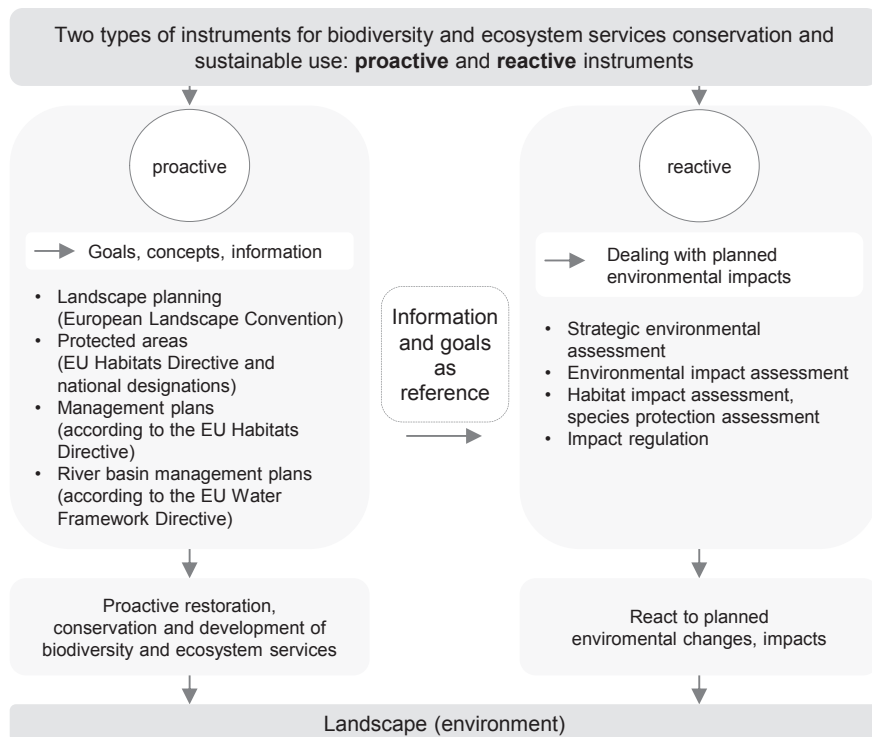 Two types of instruments for biodiversity and ecosystem services conservation and
sustainable use: proactive and reactive instruments
proactive
Goals, concepts, information
• Landscape planning
(European Landscape Convention)
• Protected areas
(EU Habitats Directive and
national designations)
• Management plans
(according to the EU Habitats
Directive)
• River basin management plans
(according to the EU Water
Framework Directive)
Proactive restoration,
conservation and development of
biodiversity and ecosystem services
Information
and goals
as
reference
reactive
Dealing with planned
environmental impacts
• Strategic environmental
assessment
• Environmental impact assessment
• Habitat impact assessment,
species protection assessment
• Impact regulation
React to planned
enviromental changes, impacts
Landscape (environment)